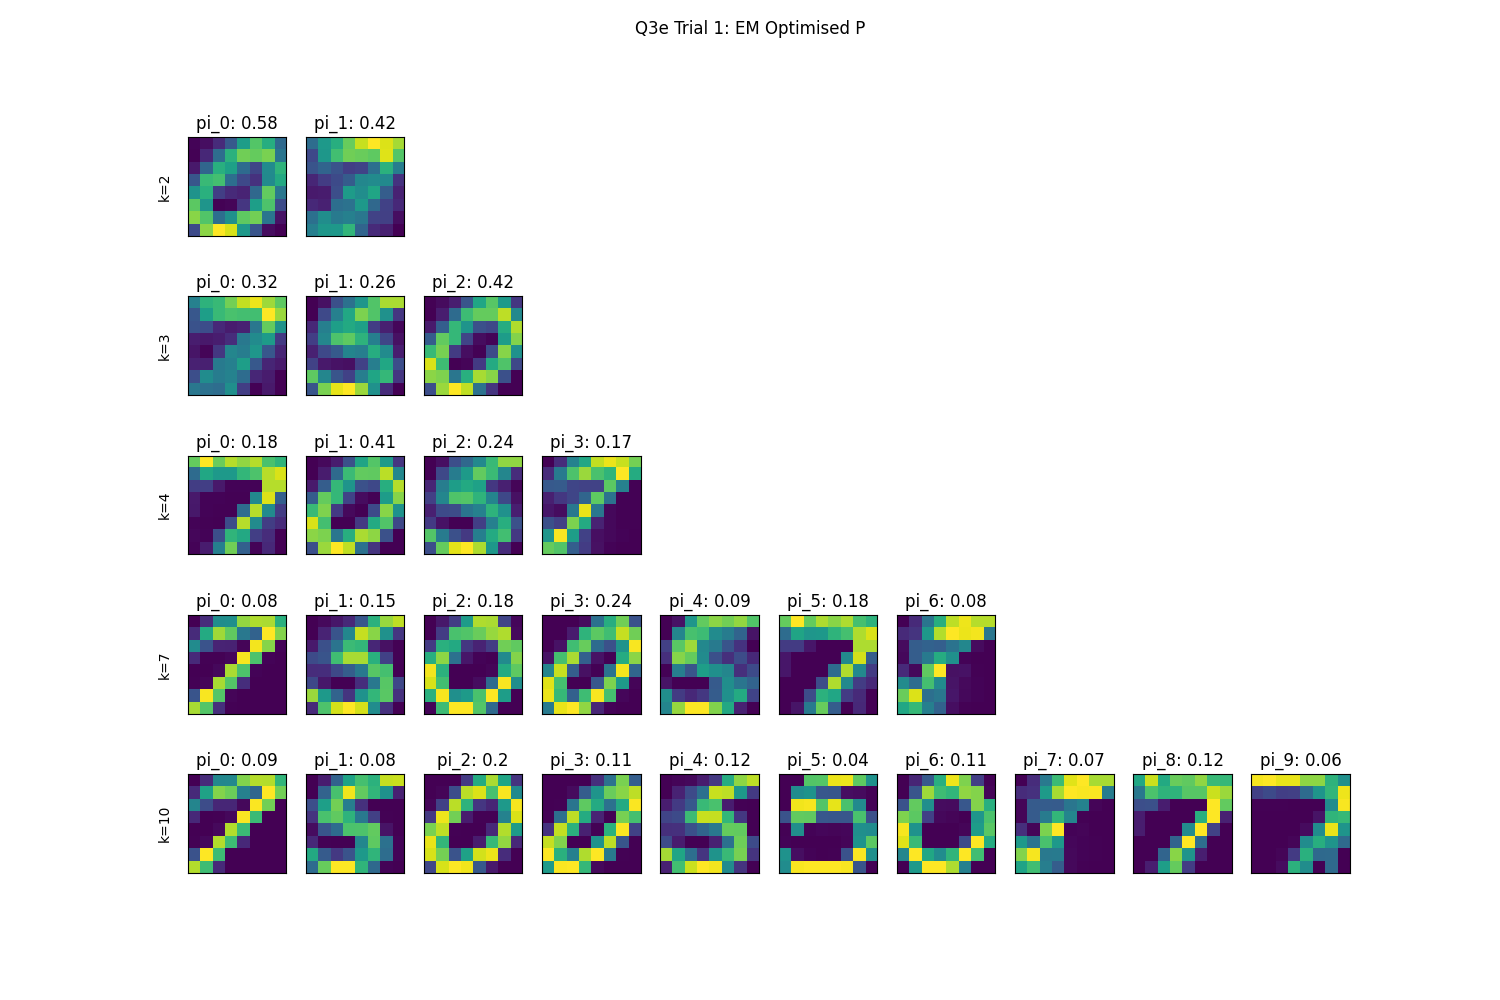 Q3e Trial 1: EM Optimised P
pi_0: 0.58 pi_1: 0.42
k=2
pi_0: 0.32 pi_1: 0.26 pi_2: 0.42
k=3
pi_0: 0.18 pi_1: 0.41 pi_2: 0.24 pi_3: 0.17
k=4
pi_0: 0.08 pi_1: 0.15 pi_2: 0.18 pi_3: 0.24 pi_4: 0.09 pi_5: 0.18 pi_6: 0.08
k=7
pi_0: 0.09 pi_1: 0.08 pi_2: 0.2 pi_3: 0.11 pi_4: 0.12 pi_5: 0.04 pi_6: 0.11 pi_7: 0.07 pi_8: 0.12 pi_9: 0.06
k=10